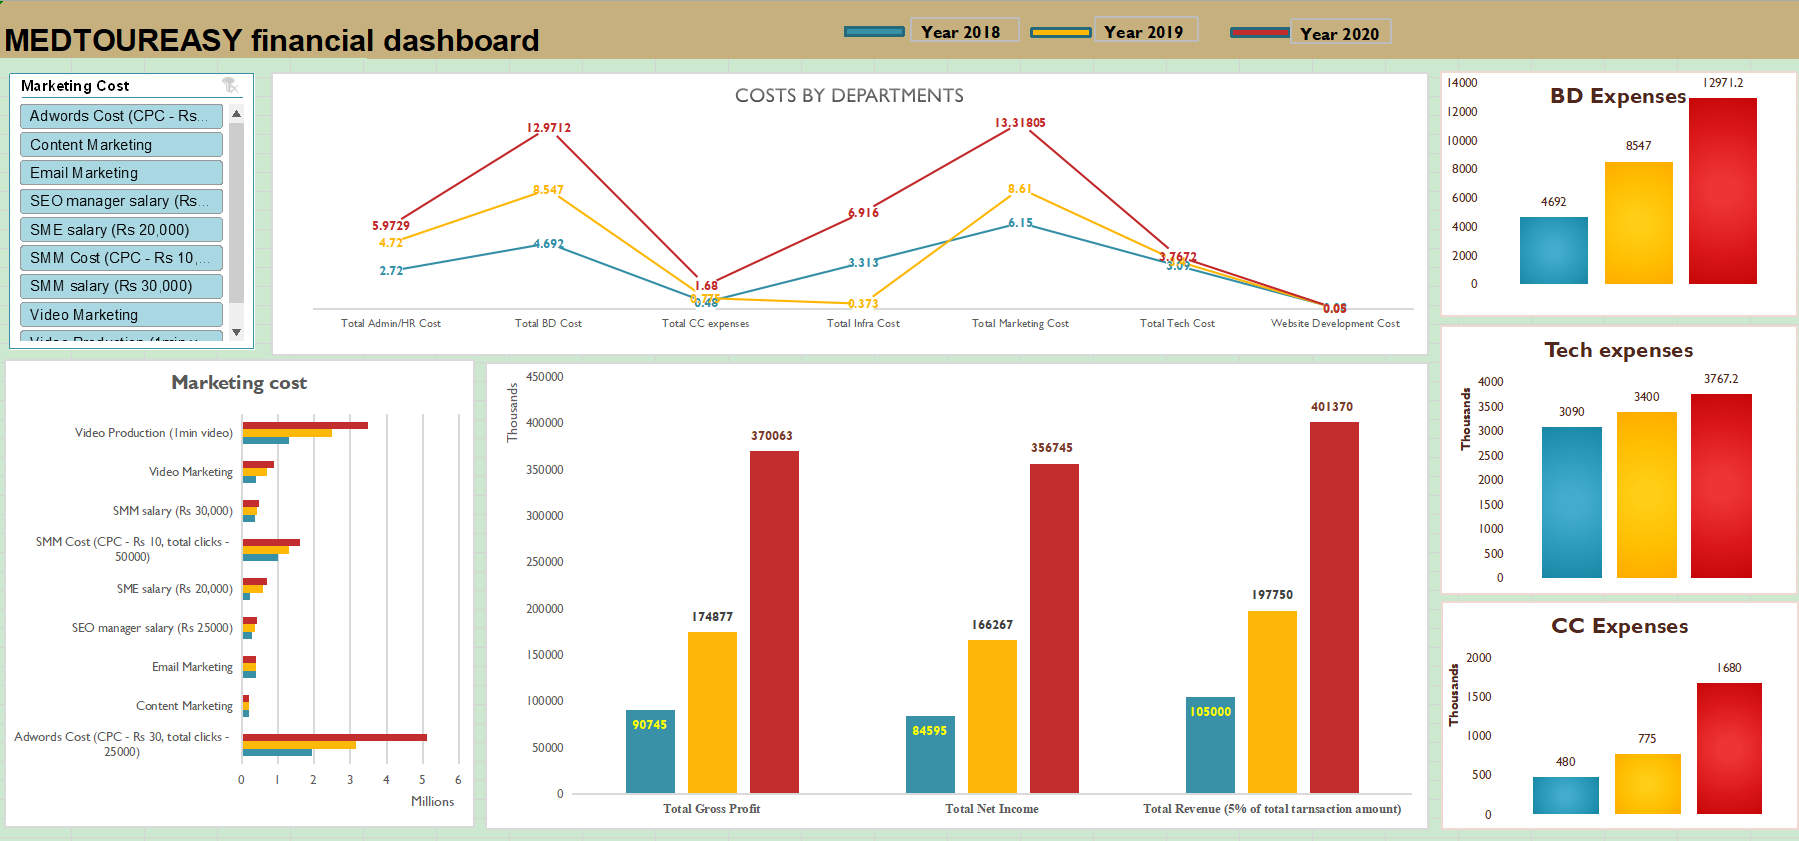 MEDTOUREASY financial dashboard
Year 2018
Year 2019
Year 2020
Marketing Cost
Adwords Cost (CPC - Rs...
Content Marketing
Email Marketing
SEO manager salary (Rs...
SME salary (Rs 20,000)
SMM Cost (CPC - Rs 10,...
SMM salary (Rs 30,000)
Video Marketing
COSTS BY DEPARTMENTS
12.9712
13.31805
8.547
8.61
5.9729
4.72
4.692
6.916
6.15
2.72
3.313
3.7672
3.09
1.68
0.775
0.48
0.373
0.08
Total Admin/HR Cost
Total BD Cost
Total CC expenses
Total Infra Cost
Total Marketing Cost
Total Tech Cost
Website Development Cost
BD Expenses
14000
12000
10000
8000
6000
4000
2000
0
4692
8547
12971.2
Marketing cost
Video Production (1min video)
Video Marketing
SMM salary (Rs 30,000)
SMM Cost (CPC - Rs 10, total clicks -
50000)
SME salary (Rs 20,000)
SEO manager salary (Rs 25000)
Email Marketing
Content Marketing
Adwords Cost (CPC - Rs 30, total clicks -
25000)
0 1 2 3 4 5 6
Millions
Thousands
450000
400000
350000
300000
250000
200000
150000
100000
50000
0
90745
174877
370063
84595
166267
356745
105000
197750
401370
Total Gross Profit
Total Net Income
Total Revenue (5% of total tarnsaction amount)
Tech expenses
Thousands
4000
3500
3000
2500
2000
1500
1000
500
0
3090
3400
3767.2
CC Expenses
Thousands
2000
1500
1000
500
0
480
775
1680